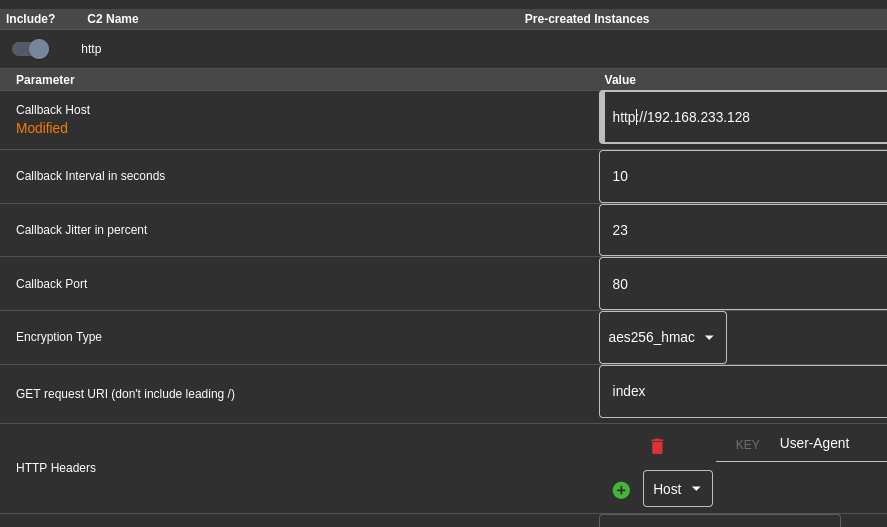 Include? C2 Name Pre-created Instances
http
Parameter Value
Callback Host
Modified
http://192.168.233.128
Callback Interval in seconds 10
Callback Jitter in percent 23
Callback Port 80
Encryption Type aes256_hmac
GET request URI (don't include leading /) index
HTTP Headers
KEY User-Agent
Host